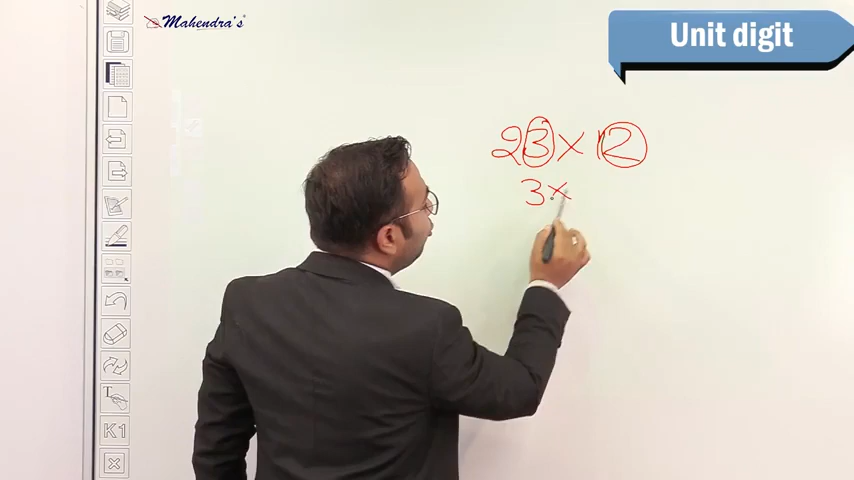 Mahendra's
Unit digit
23 × 12
3 ×
T
K1